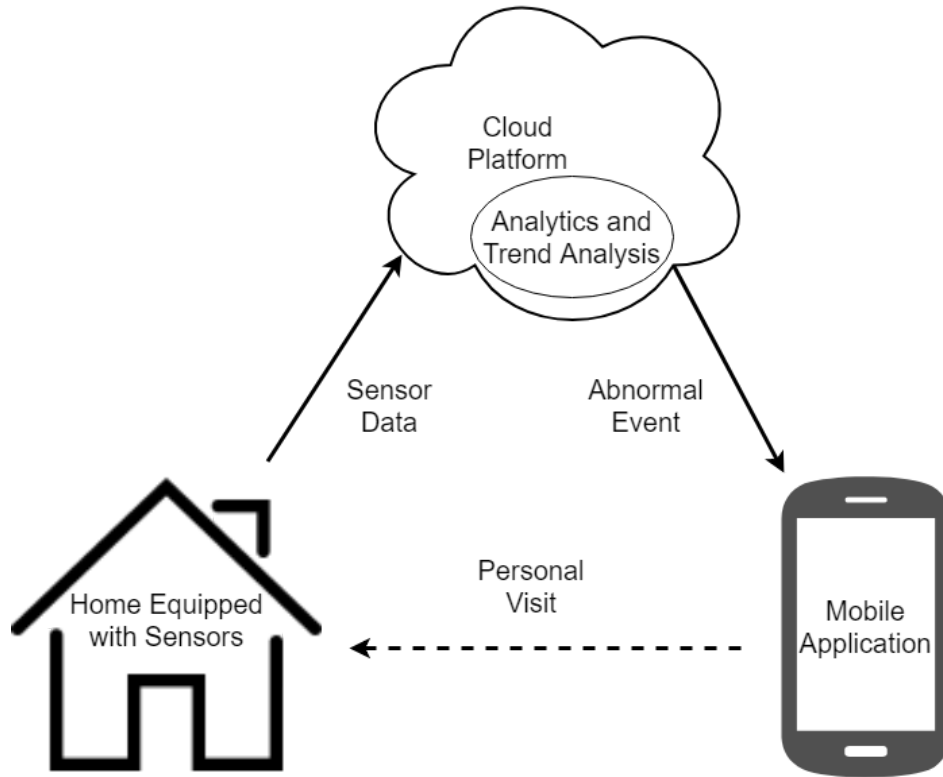 Cloud
Platform
Analytics and
Trend Analysis
Sensor
Data
Abnormal
Event
Home Equipped
with Sensors
Personal
Visit
Mobile
Application